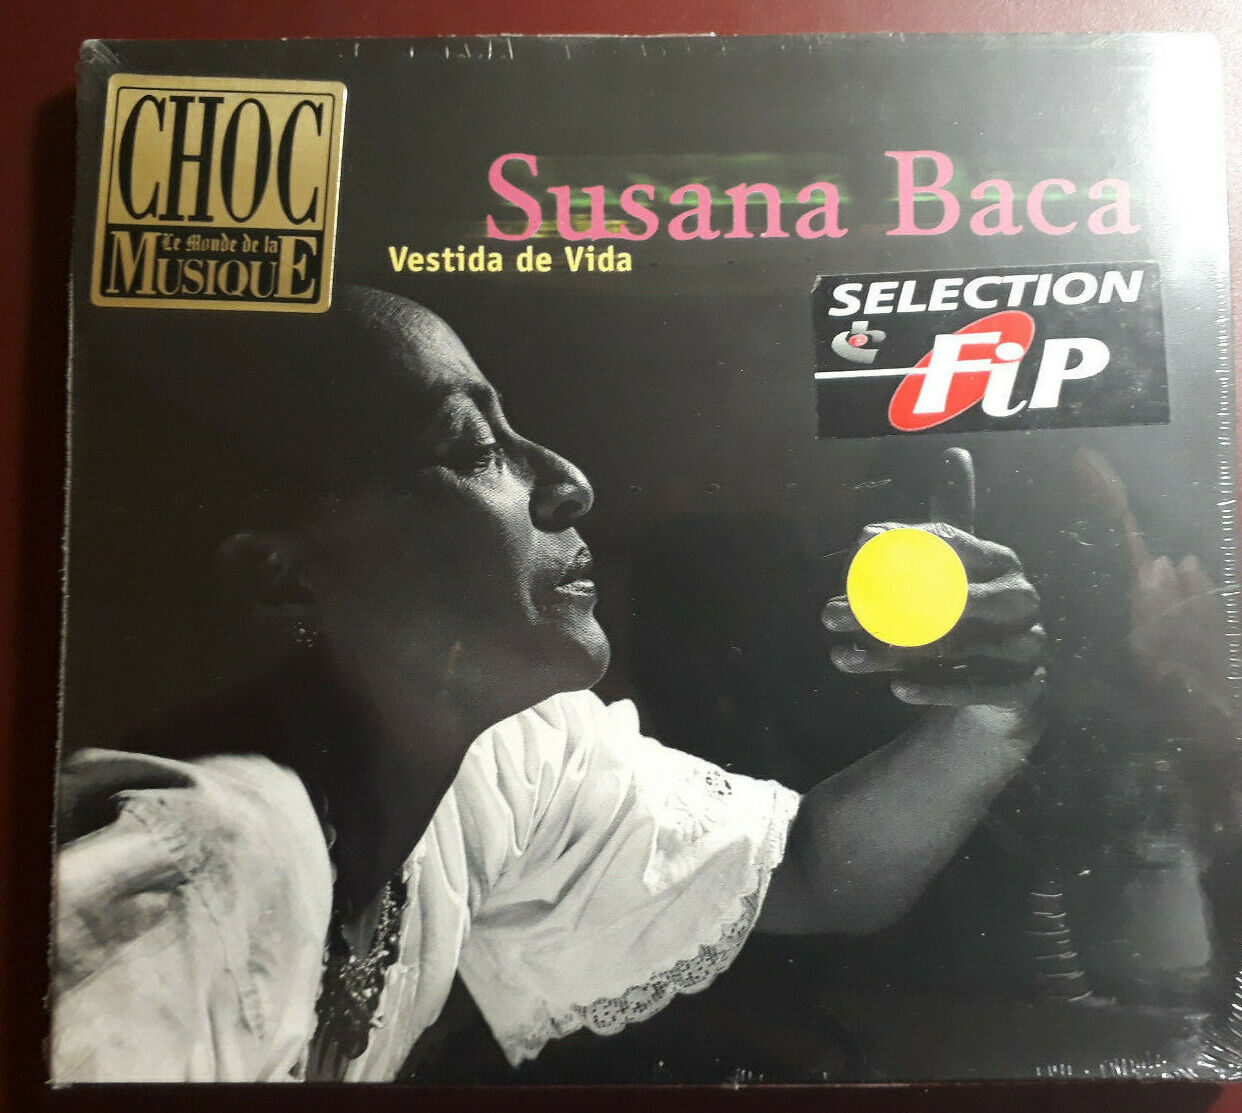 CHOC
Le Monde de la
MUSIQUE
Susana Baca
Vestida de Vida
SELECTION
FiP